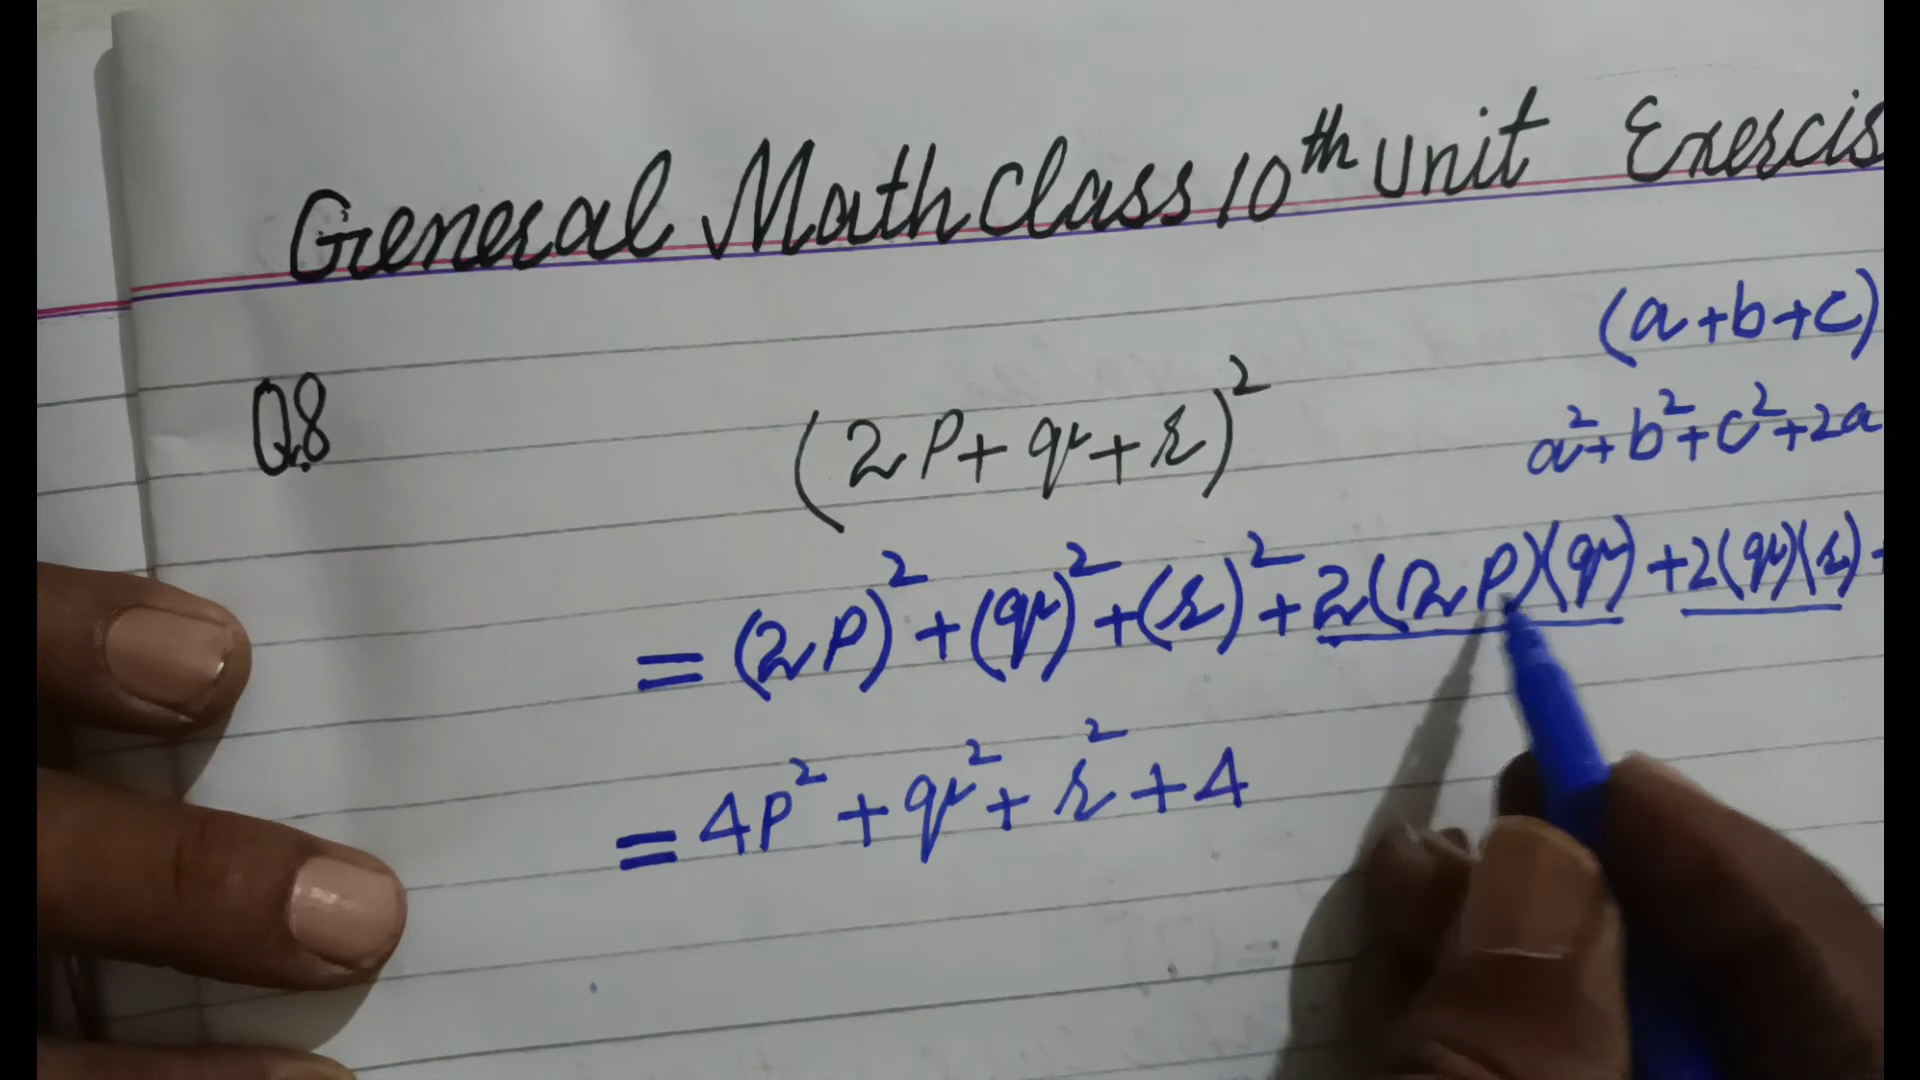 General Math Class 10th unit Exercis
(a+b+c)
Q.8 (2P+q+r)²
a²+b²+c²+2a
= (2P)²+(q)²+(r)²+2(2P)(q)+2(q)(r)+
= 4P²+q²+r²+4